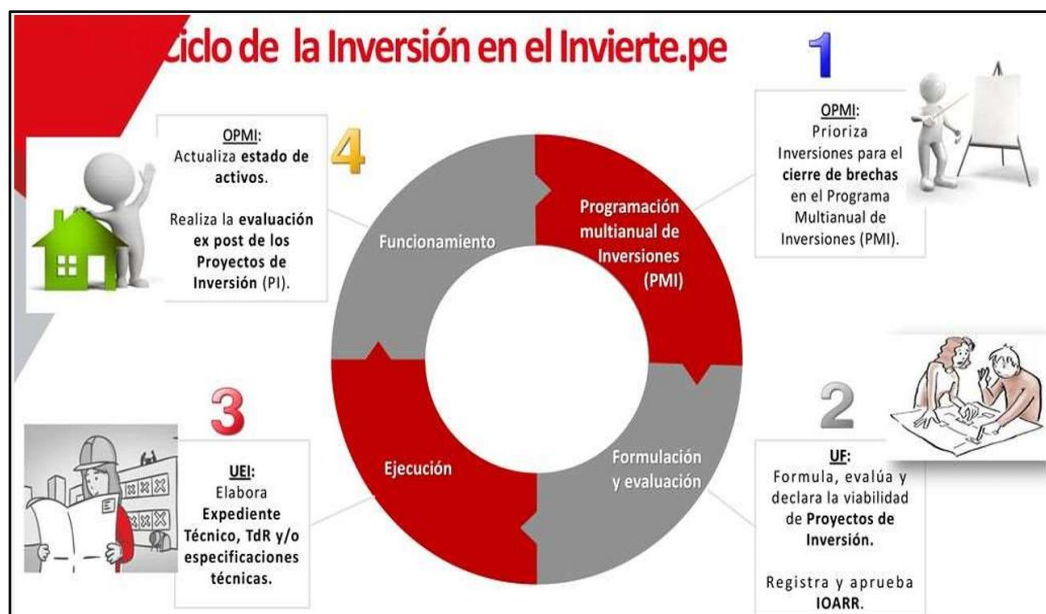 Ciclo de la Inversión en el Invierte.pe
1
OPMI:
Prioriza
Inversiones para el
cierre de brechas
en el Programa
Multianual de
Inversiones (PMI).
Programación
multianual de
Inversiones
(PMI)
2
UF:
Formula, evalúa y
declara la viabilidad
de Proyectos de
Inversión.
Registra y aprueba
IOARR.
Formulación
y evaluación
3
UEI:
Elabora
Expediente
Técnico, TdR y/o
especificaciones
técnicas.
Ejecución
4
OPMI:
Actualiza estado de
activos.
Realiza la evaluación
ex post de los
Proyectos de
Inversión (PI).
Funcionamiento